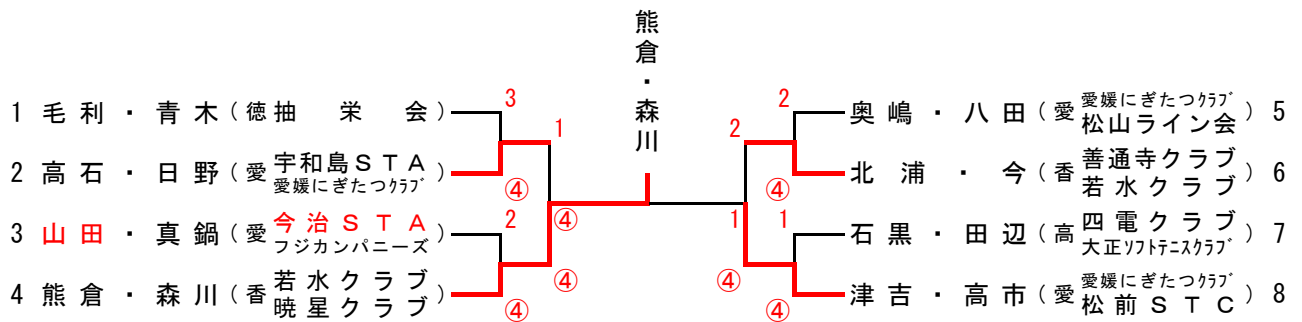 熊倉・森川
1 毛利・青木(徳 抽栄会) 3
1
2 高石・日野(愛 宇和島STA
愛媛にぎたつクラブ) ④
3 山田・真鍋(愛 今治STA
フジカンパニーズ) 2
④
④
4 熊倉・森川(香 若水クラブ
暁星クラブ) ④
2 奥嶋・八田(愛 愛媛にぎたつクラブ
松山ライン会) 5
2
④ 北浦・今(香 善通寺クラブ
若水クラブ) 6
1
1 石黒・田辺(高 四電クラブ
大正ソフトテニスクラブ) 7
④
④ 津吉・高市(愛 愛媛にぎたつクラブ
松前STC) 8